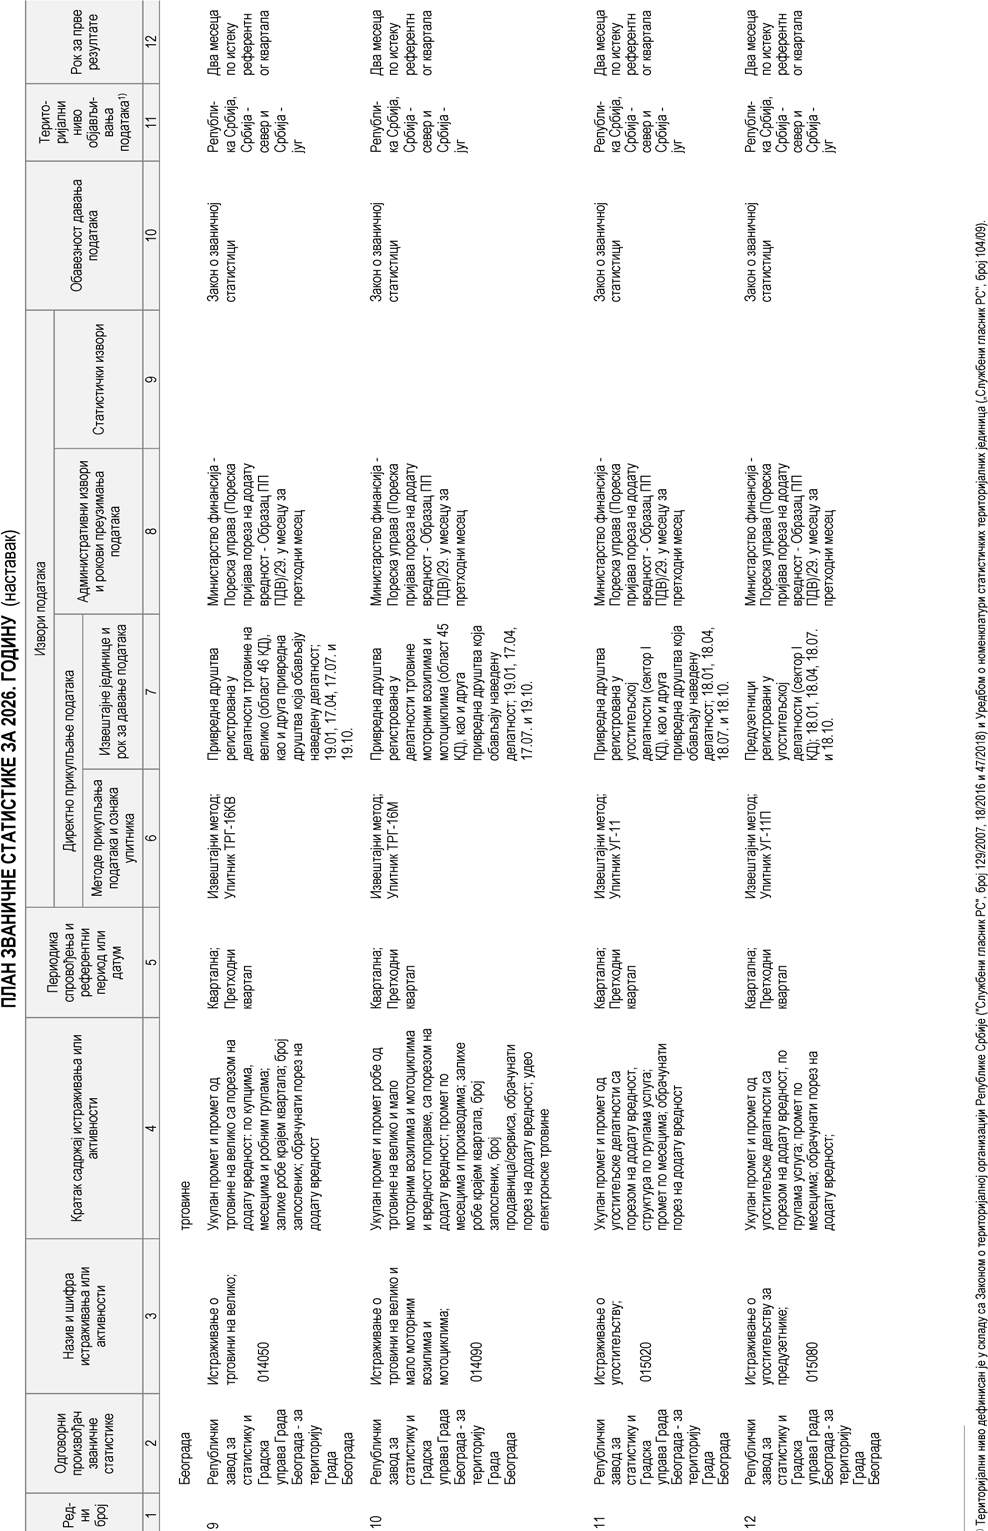 ПЛАН ЗВАНИЧНЕ СТАТИСТИКЕ ЗА 2026. ГОДИНУ (наставак)
Ред-
ни
број
Одговорни
произвођач
званичне
статистике
Назив и шифра
истраживања или
активности
Кратак садржај истраживања или
активности
Периодика
спровођења и
референтни
период или
датум
Извори података
Директно прикупљање података
Методе прикупљања
података и ознака
упитника
Извештајне јединице и
рок за давање података
Административни извори
и рокови преузимања
података
Статистички извори
Обавезност давања
података
Терито-
ријални
ниво
објављи-
вања
података1)
Рок за прве
резултате
1 2 3 4 5 6 7 8 9 10 11 12
Београда
трговине
9
Републички
завод за
статистику и
Градска
управа Града
Београда - за
територију
Града
Београда
Истраживање о
трговини на велико;
014050
Укупан промет и промет од
трговине на велико са порезом на
додату вредност: по купцима,
месецима и робним групама;
залихе робе крајем квартала; број
запослених; обрачунати порез на
додату вредност
Квартална;
Претходни
квартал
Извештајни метод;
Упитник ТРГ-16КВ
Привредна друштва
регистрована у
делатности трговине на
велико (област 46 КД),
као и друга привредна
друштва која обављају
наведену делатност;
19.01, 17.04, 17.07. и
19.10.
Министарство финансија -
Пореска управа (Пореска
пријава пореза на додату
вредност - Образац ПП
ПДВ)/29. у месецу за
претходни месец
Закон о званичној
статистици
Републи-
ка Србија,
Србија -
север и
Србија -
југ
Два месеца
по истеку
референтн
ог квартала
10
Републички
завод за
статистику и
Градска
управа Града
Београда - за
територију
Града
Београда
Истраживање о
трговини на велико и
мало моторним
возилима и
мотоциклима;
014090
Укупан промет и промет робе од
трговине на велико и мало
моторним возилима и мотоциклима
и вредност поправке, са порезом на
додату вредност; промет по
месецима и производима; залихе
робе крајем квартала, број
запослених, број
продавница/сервиса, обрачунати
порез на додату вредност; удео
електронске трговине
Квартална;
Претходни
квартал
Извештајни метод;
Упитник ТРГ-16М
Привредна друштва
регистрована у
делатности трговине
моторним возилима и
мотоциклима (област 45
КД), као и друга
привредна друштва која
обављају наведену
делатност; 19.01, 17.04,
17.07. и 19.10.
Министарство финансија -
Пореска управа (Пореска
пријава пореза на додату
вредност - Образац ПП
ПДВ)/29. у месецу за
претходни месец
Закон о званичној
статистици
Републи-
ка Србија,
Србија -
север и
Србија -
југ
Два месеца
по истеку
референтн
ог квартала
11
Републички
завод за
статистику и
Градска
управа Града
Београда - за
територију
Града
Београда
Истраживање о
угоститељству;
015020
Укупан промет и промет од
угоститељске делатности са
порезом на додату вредност,
структура по групама услуга;
промет по месецима; обрачунати
порез на додату вредност
Квартална;
Претходни
квартал
Извештајни метод;
Упитник УГ-11
Привредна друштва
регистрована у
угоститељској
делатности (сектор I
КД), као и друга
привредна друштва која
обављају наведену
делатност; 18.01, 18.04,
18.07. и 18.10.
Министарство финансија -
Пореска управа (Пореска
пријава пореза на додату
вредност - Образац ПП
ПДВ)/29. у месецу за
претходни месец
Закон о званичној
статистици
Републи-
ка Србија,
Србија -
север и
Србија -
југ
Два месеца
по истеку
референтн
ог квартала
12
Републички
завод за
статистику и
Градска
управа Града
Београда - за
територију
Града
Београда
Истраживање о
угоститељству за
предузетнике;
015080
Укупан промет и промет од
угоститељске делатности са
порезом на додату вредност, по
групама услуга; промет по
месецима; обрачунати порез на
додату вредност;
Квартална;
Претходни
квартал
Извештајни метод;
Упитник УГ-11П
Предузетници
регистровани у
угоститељској
делатности (сектор I
КД); 18.01, 18.04, 18.07.
и 18.10.
Министарство финансија -
Пореска управа (Пореска
пријава пореза на додату
вредност - Образац ПП
ПДВ)/29. у месецу за
претходни месец
Закон о званичној
статистици
Републи-
ка Србија,
Србија -
север и
Србија -
југ
Два месеца
по истеку
референтн
ог квартала
) Територијални ниво дефинисан је у складу са Законом о територијалној организацији Републике Србије ("Службени гласник РС", број 129/2007, 18/2016 и 47/2018) и Уредбом о номенклатури статистичких територијалних јединица („Службени гласник РС", број 104/09).